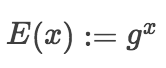 E(x) := g^x